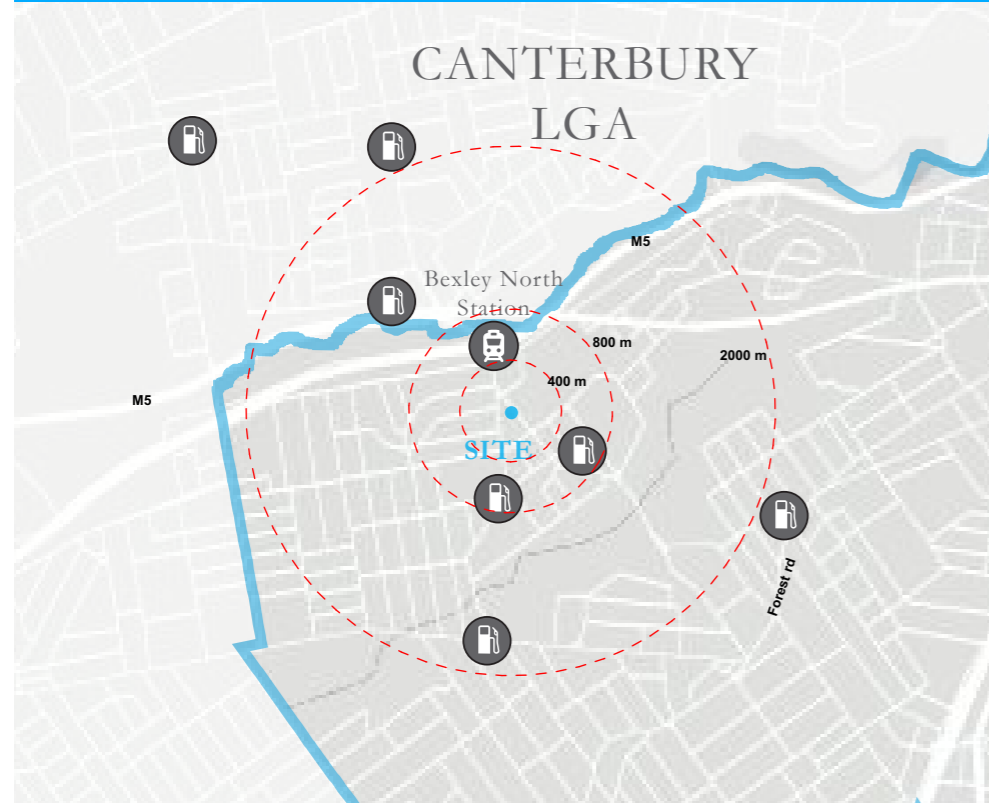 CANTERBURY
LGA
M5
Bexley North
Station
800 m
2000 m
400 m
M5
SITE
Forest rd